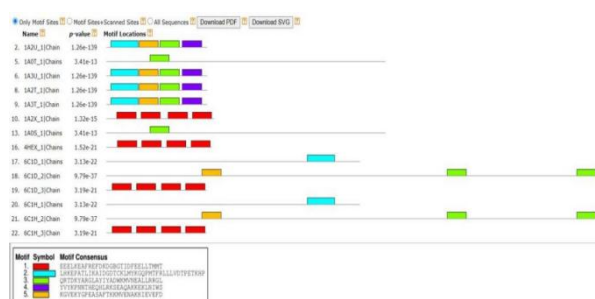 Only Motif Sites Motif Sites+Scanned Sites All Sequences Download PDF Download SVG
Name p-value Motif Locations
2. 1A2U_1|Chain 1.26e-139
5. 1A0T_1|Chains 3.41e-13
6. 1A3U_1|Chain 1.26e-139
8. 1A2T_1|Chain 1.26e-139
9. 1A3T_1|Chain 1.26e-139
10. 1A2X_1|Chain 1.32e-15
13. 1A0S_1|Chains 3.41e-13
16. 4HEX_1|Chains 1.52e-21
17. 6C1D_1|Chains 3.13e-22
18. 6C1D_2|Chain 9.79e-37
19. 6C1D_3|Chain 3.19e-21
20. 6C1H_1|Chains 3.13e-22
21. 6C1H_2|Chain 9.79e-37
22. 6C1H_3|Chain 3.19e-21
Motif Symbol Motif Consensus
1.
2.
3.
4.
5.